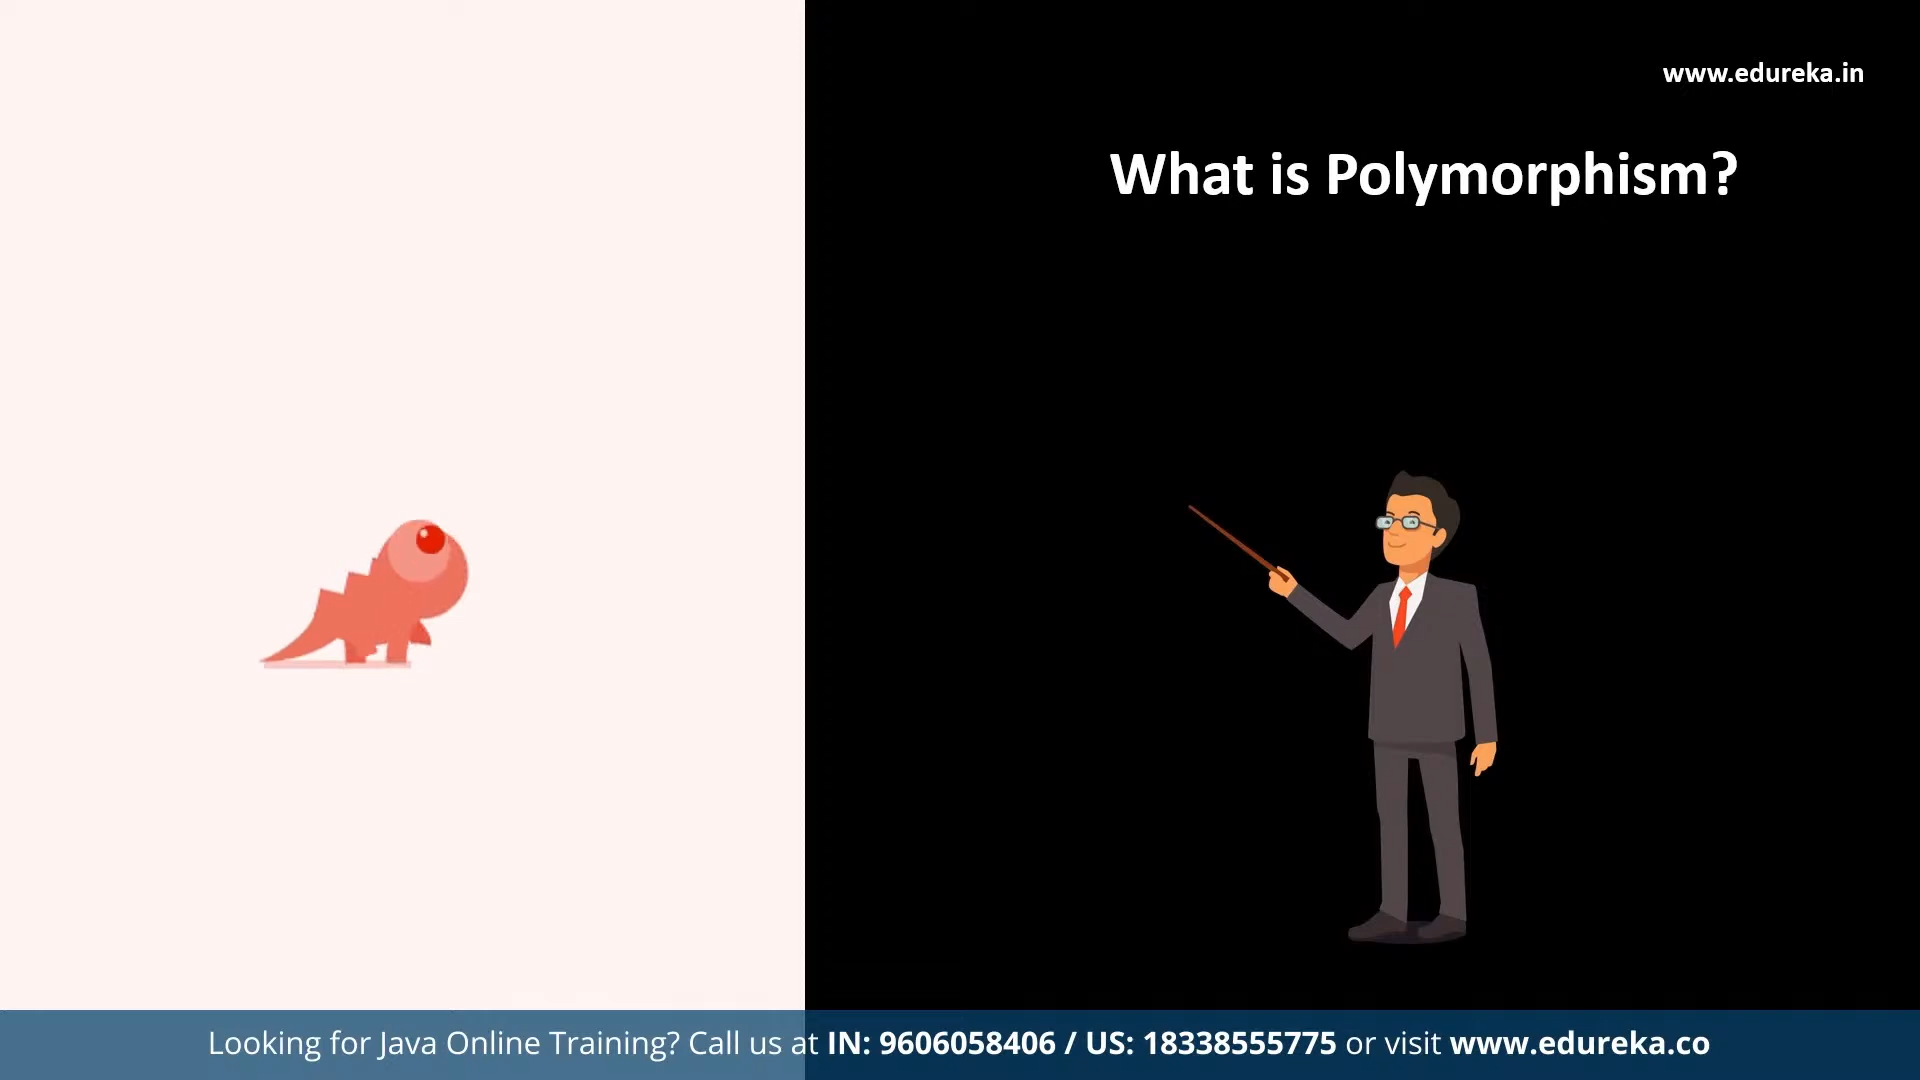 www.edureka.in
What is Polymorphism?
Looking for Java Online Training? Call us at IN: 9606058406 / US: 18338555775 or visit www.edureka.co